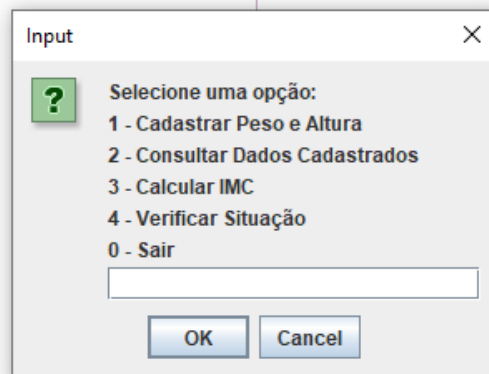 Input
Selecione uma opção:
1 - Cadastrar Peso e Altura
2 - Consultar Dados Cadastrados
3 - Calcular IMC
4 - Verificar Situação
0 - Sair
OK Cancel